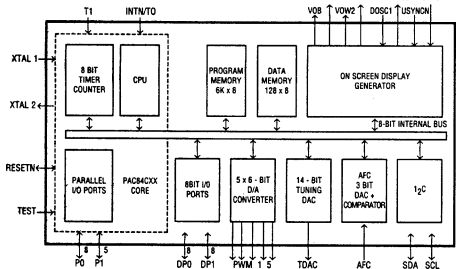 T1
INTN/TO
VOB
VOW2
DOSC1
DSYNCN
XTAL 1
XTAL 2
RESETN
TEST
8 BIT
TIMER
COUNTER
CPU
PROGRAM
MEMORY
6K x 8
DATA
MEMORY
128 x 8
ON SCREEN DISPLAY
GENERATOR
8-BIT INTERNAL BUS
PARALLEL
I/O PORTS
PAC84CXX
CORE
8BIT I/O
PORTS
5 x 6 - BIT
D/A
CONVERTER
14 - BIT
TUNING
DAC
AFC
3 BIT
DAC +
COMPARATOR
I2C
8
5
P0
P1
8
8
DP0
DP1
PWM 1 5
TDAC
AFC
SDA
SCL